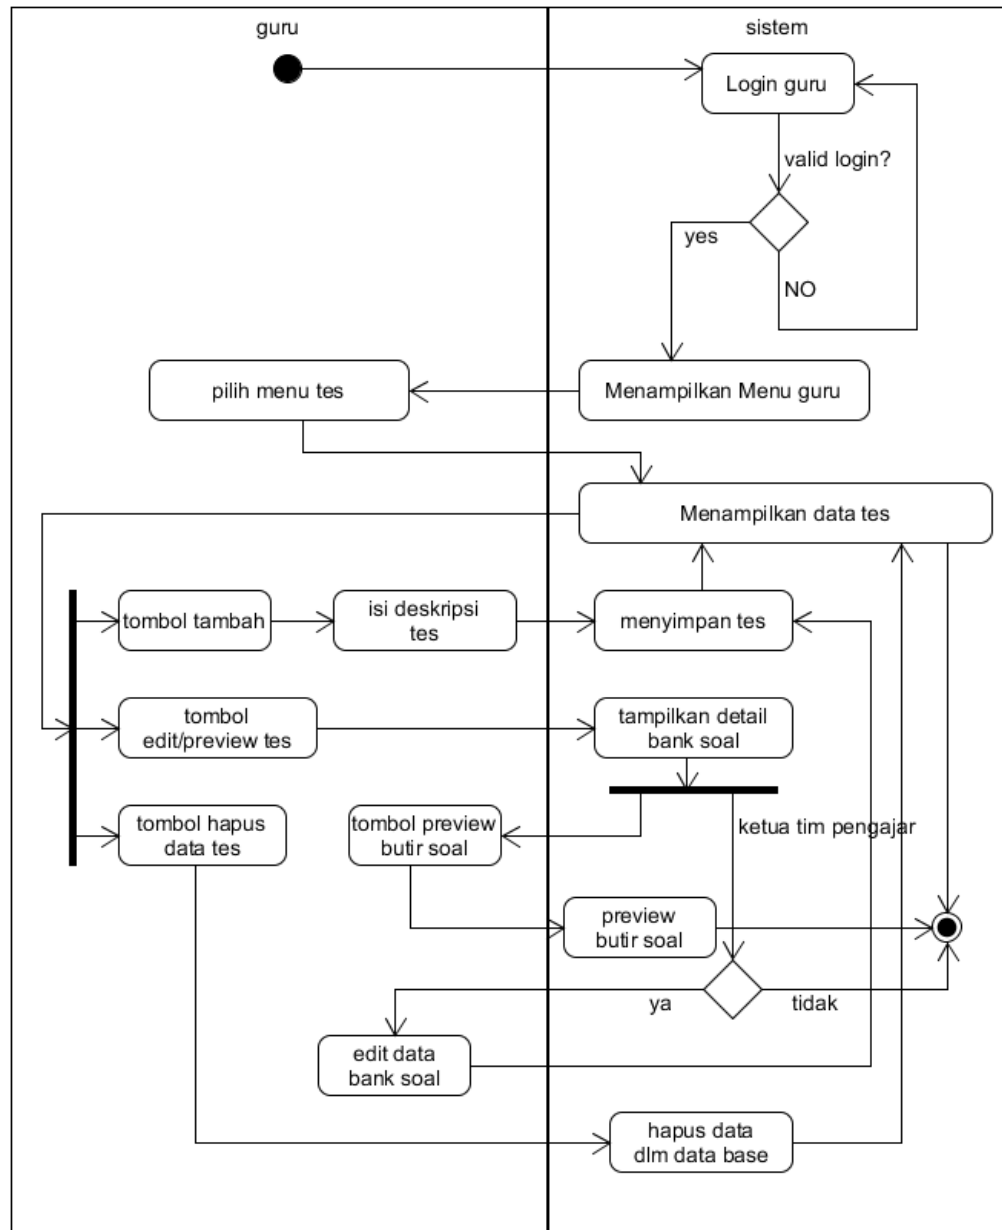 guru
sistem
Login guru
valid login?
yes
NO
pilih menu tes
Menampilkan Menu guru
Menampilkan data tes
tombol tambah
isi deskripsi
tes
menyimpan tes
tombol
edit/preview tes
tampilkan detail
bank soal
tombol hapus
data tes
tombol preview
butir soal
ketua tim pengajar
preview
butir soal
ya
tidak
edit data
bank soal
hapus data
dlm data base